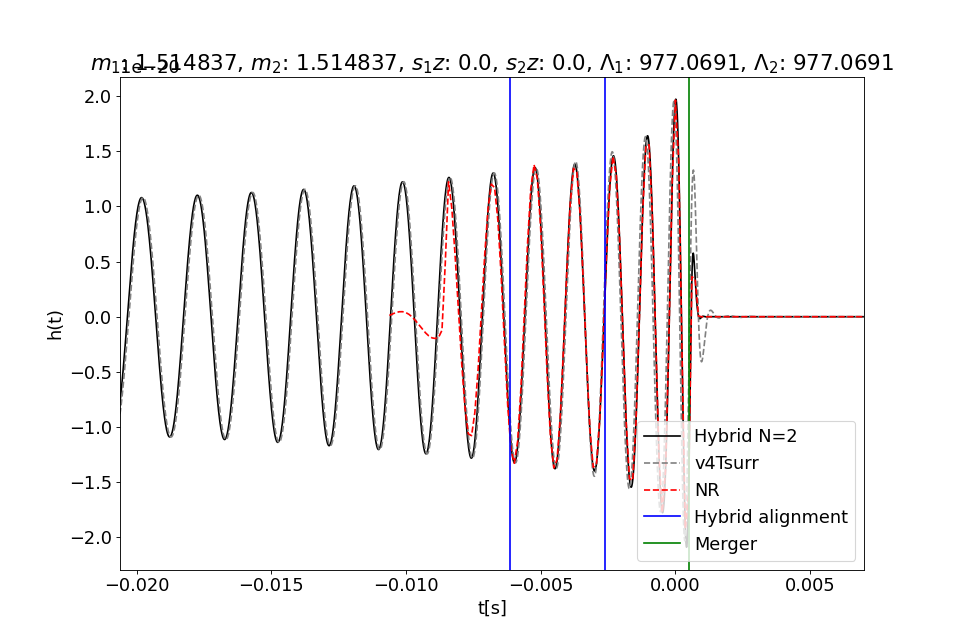 m₁: 1.514837, m₂: 1.514837, s₁z: 0.0, s₂z: 0.0, Λ₁: 977.0691, Λ₂: 977.0691
1e−20
2.0
1.5
1.0
0.5
0.0
−0.5
−1.0
−1.5
−2.0
h(t)
Hybrid N=2
v4Tsurr
NR
Hybrid alignment
Merger
−0.020
−0.015
−0.010
−0.005
0.000
0.005
t[s]